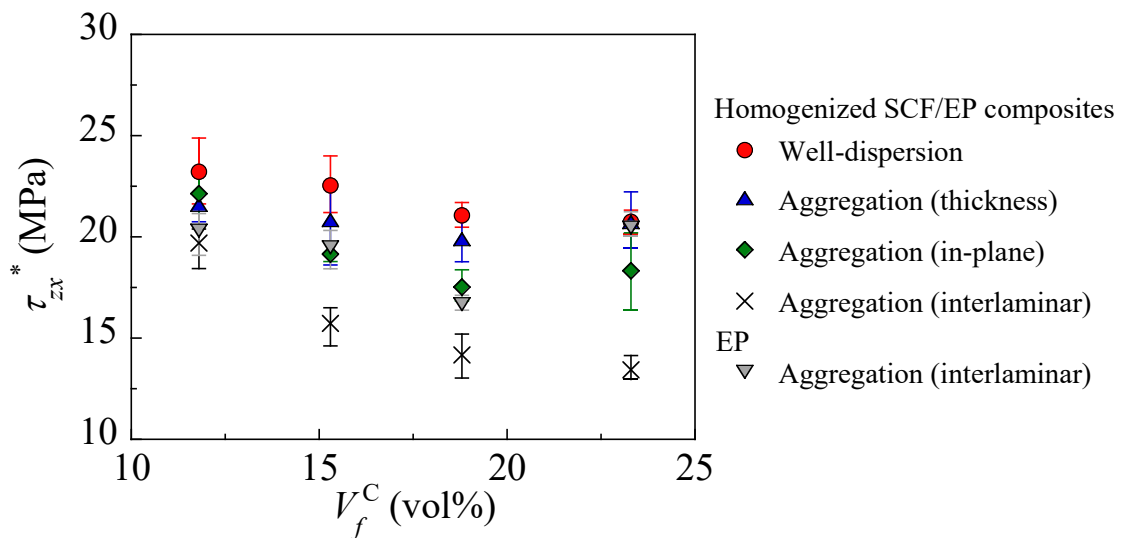 30
25
20
15
10
τzx* (MPa)
10
15
20
25
VfC (vol%)
Homogenized SCF/EP composites
Well-dispersion
Aggregation (thickness)
Aggregation (in-plane)
Aggregation (interlaminar)
EP
Aggregation (interlaminar)